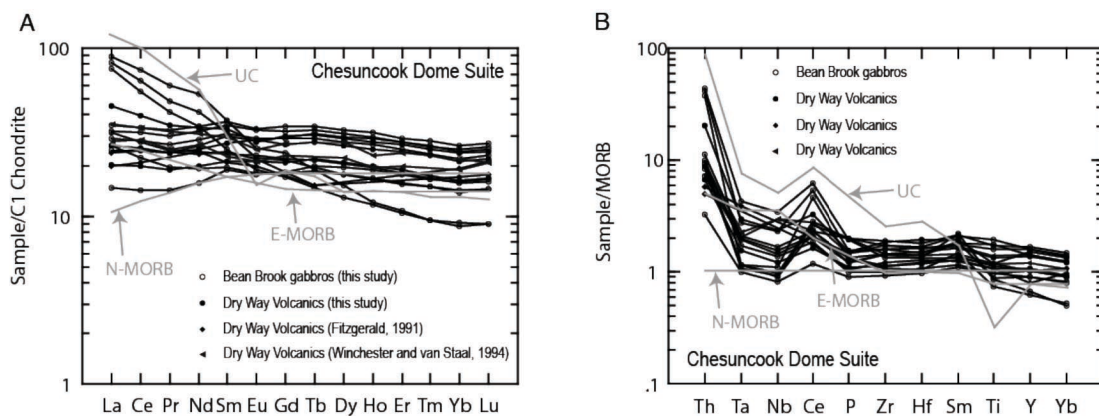 A
100
UC
Chesuncook Dome Suite
Sample/C1 Chondrite
10
N-MORB
E-MORB
Bean Brook gabbros (this study)
Dry Way Volcanics (this study)
Dry Way Volcanics (Fitzgerald, 1991)
Dry Way Volcanics (Winchester and van Staal, 1994)
1
La Ce Pr Nd Sm Eu Gd Tb Dy Ho Er Tm Yb Lu
B
100
Bean Brook gabbros
Dry Way Volcanics
Dry Way Volcanics
Dry Way Volcanics
10
UC
Sample/MORB
1
N-MORB
E-MORB
Chesuncook Dome Suite
.1
Th Ta Nb Ce P Zr Hf Sm Ti Y Yb